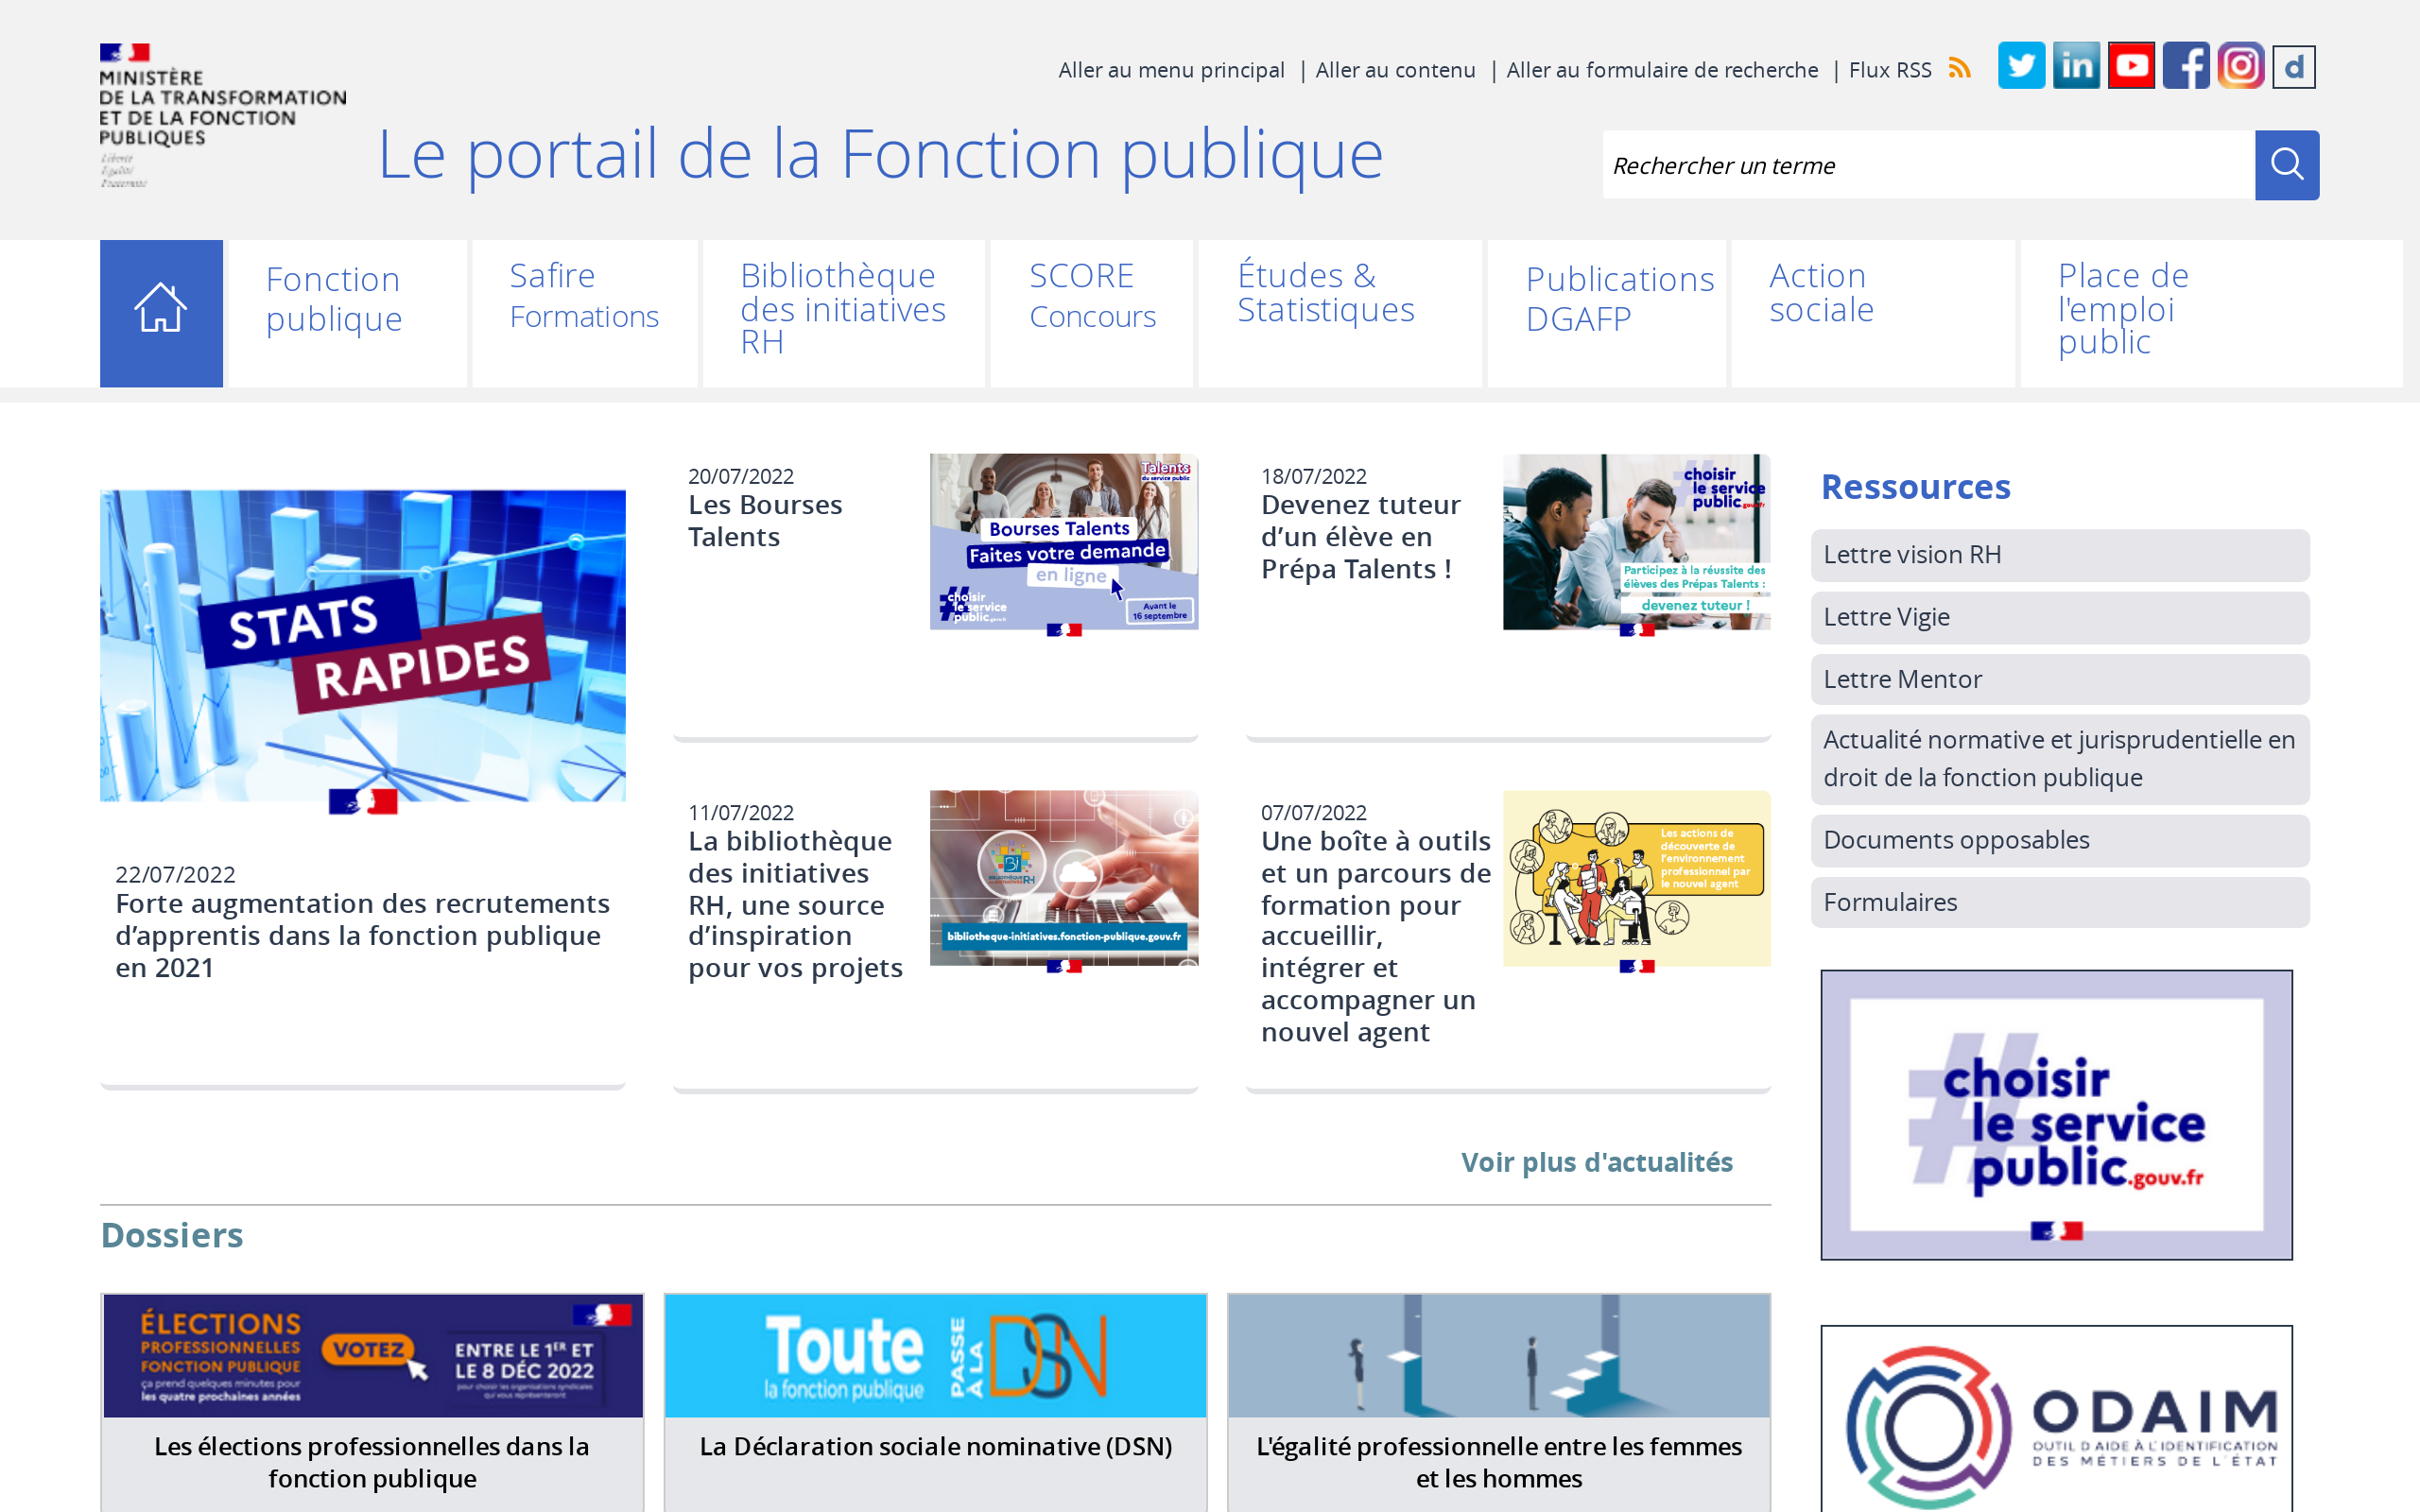 MINISTÈRE
DE LA TRANSFORMATION
ET DE LA FONCTION
PUBLIQUES
Liberté
Égalité
Fraternité
Aller au menu principal | Aller au contenu | Aller au formulaire de recherche | Flux RSS
Le portail de la Fonction publique
Rechercher un terme
Fonction
publique
Safire
Formations
Bibliothèque
des initiatives
RH
SCORE
Concours
Études &
Statistiques
Publications
DGAFP
Action
sociale
Place de
l'emploi
public
STATS
RAPIDES
22/07/2022
Forte augmentation des recrutements
d’apprentis dans la fonction publique
en 2021
20/07/2022
Les Bourses
Talents
Talents
du service public
Bourses Talents
Faites votre demande
en ligne
choisir
le service
public.gouv.fr
Avant le
16 septembre
18/07/2022
Devenez tuteur
d’un élève en
Prépa Talents !
choisir
le service
public.gouv.fr
Participez à la réussite des
élèves des Prépas Talents :
devenez tuteur !
11/07/2022
La bibliothèque
des initiatives
RH, une source
d’inspiration
pour vos projets
bibliotheque-initiatives.fonction-publique.gouv.fr
07/07/2022
Une boîte à outils
et un parcours de
formation pour
accueillir,
intégrer et
accompagner un
nouvel agent
Les actions de
découverte de
l’environnement
professionnel par
le nouvel agent
Voir plus d'actualités
Ressources
Lettre vision RH
Lettre Vigie
Lettre Mentor
Actualité normative et jurisprudentielle en
droit de la fonction publique
Documents opposables
Formulaires
#choisir
le service
public.gouv.fr
ODAIM
OUTIL D'AIDE À L'IDENTIFICATION
DES MÉTIERS DE L'ÉTAT
Dossiers
ÉLECTIONS
PROFESSIONNELLES
FONCTION PUBLIQUE
ça prend quelques minutes pour
les quatre prochaines années
VOTEZ
ENTRE LE 1ER ET
LE 8 DÉC 2022
pour choisir les organisations syndicales
qui vous représenteront
Les élections professionnelles dans la
fonction publique
Toute
la fonction publique
PASSE
À LA
DSN
La Déclaration sociale nominative (DSN)
L'égalité professionnelle entre les femmes
et les hommes